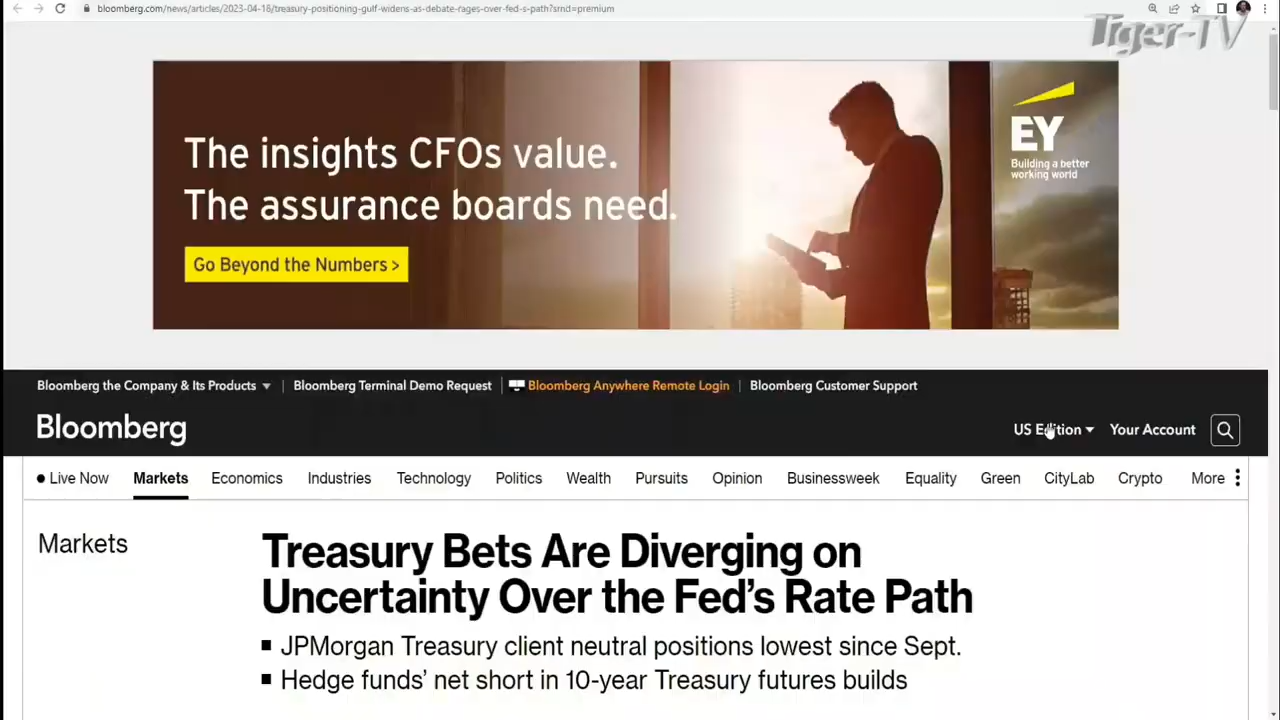 bloomberg.com/news/articles/2023-04-18/treasury-positioning-gulf-widens-as-debate-rages-over-fed-s-path?srnd=premium
Tiger-TV
The insights CFOs value.
The assurance boards need.
Go Beyond the Numbers >
EY
Building a better
working world
Bloomberg the Company & Its Products | Bloomberg Terminal Demo Request | Bloomberg Anywhere Remote Login | Bloomberg Customer Support
Bloomberg
US Edition Your Account
Live Now Markets Economics Industries Technology Politics Wealth Pursuits Opinion Businessweek Equality Green CityLab Crypto More
Markets
Treasury Bets Are Diverging on
Uncertainty Over the Fed's Rate Path
JPMorgan Treasury client neutral positions lowest since Sept.
Hedge funds' net short in 10-year Treasury futures builds